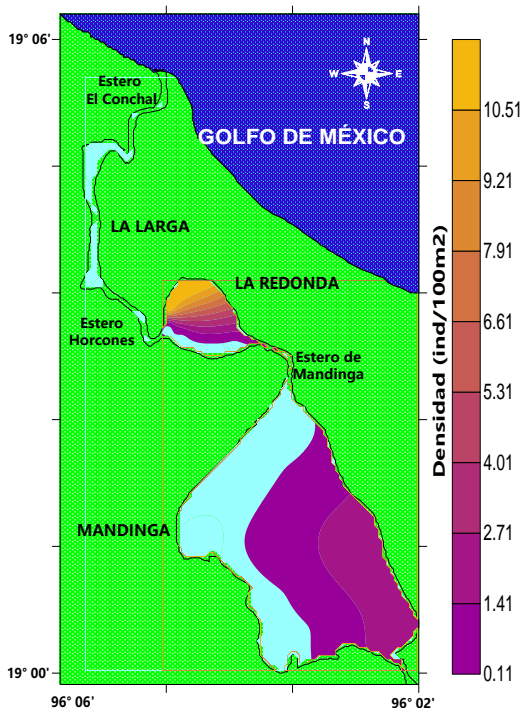 19° 06'
N
W E
S
Estero
El Conchal
GOLFO DE MÉXICO
LA LARGA
LA REDONDA
Estero
Horcones
Estero de
Mandinga
MANDINGA
19° 00'
96° 06'
96° 02'
Densidad (ind/100m2)
10.51
9.21
7.91
6.61
5.31
4.01
2.71
1.41
0.11